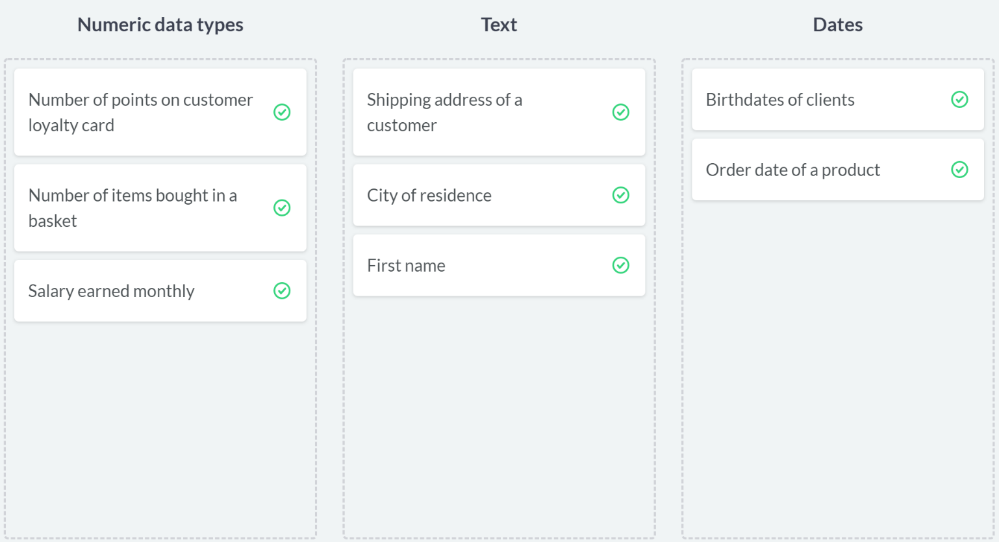 Numeric data types
Number of points on customer
loyalty card
Number of items bought in a
basket
Salary earned monthly
Text
Shipping address of a
customer
City of residence
First name
Dates
Birthdates of clients
Order date of a product